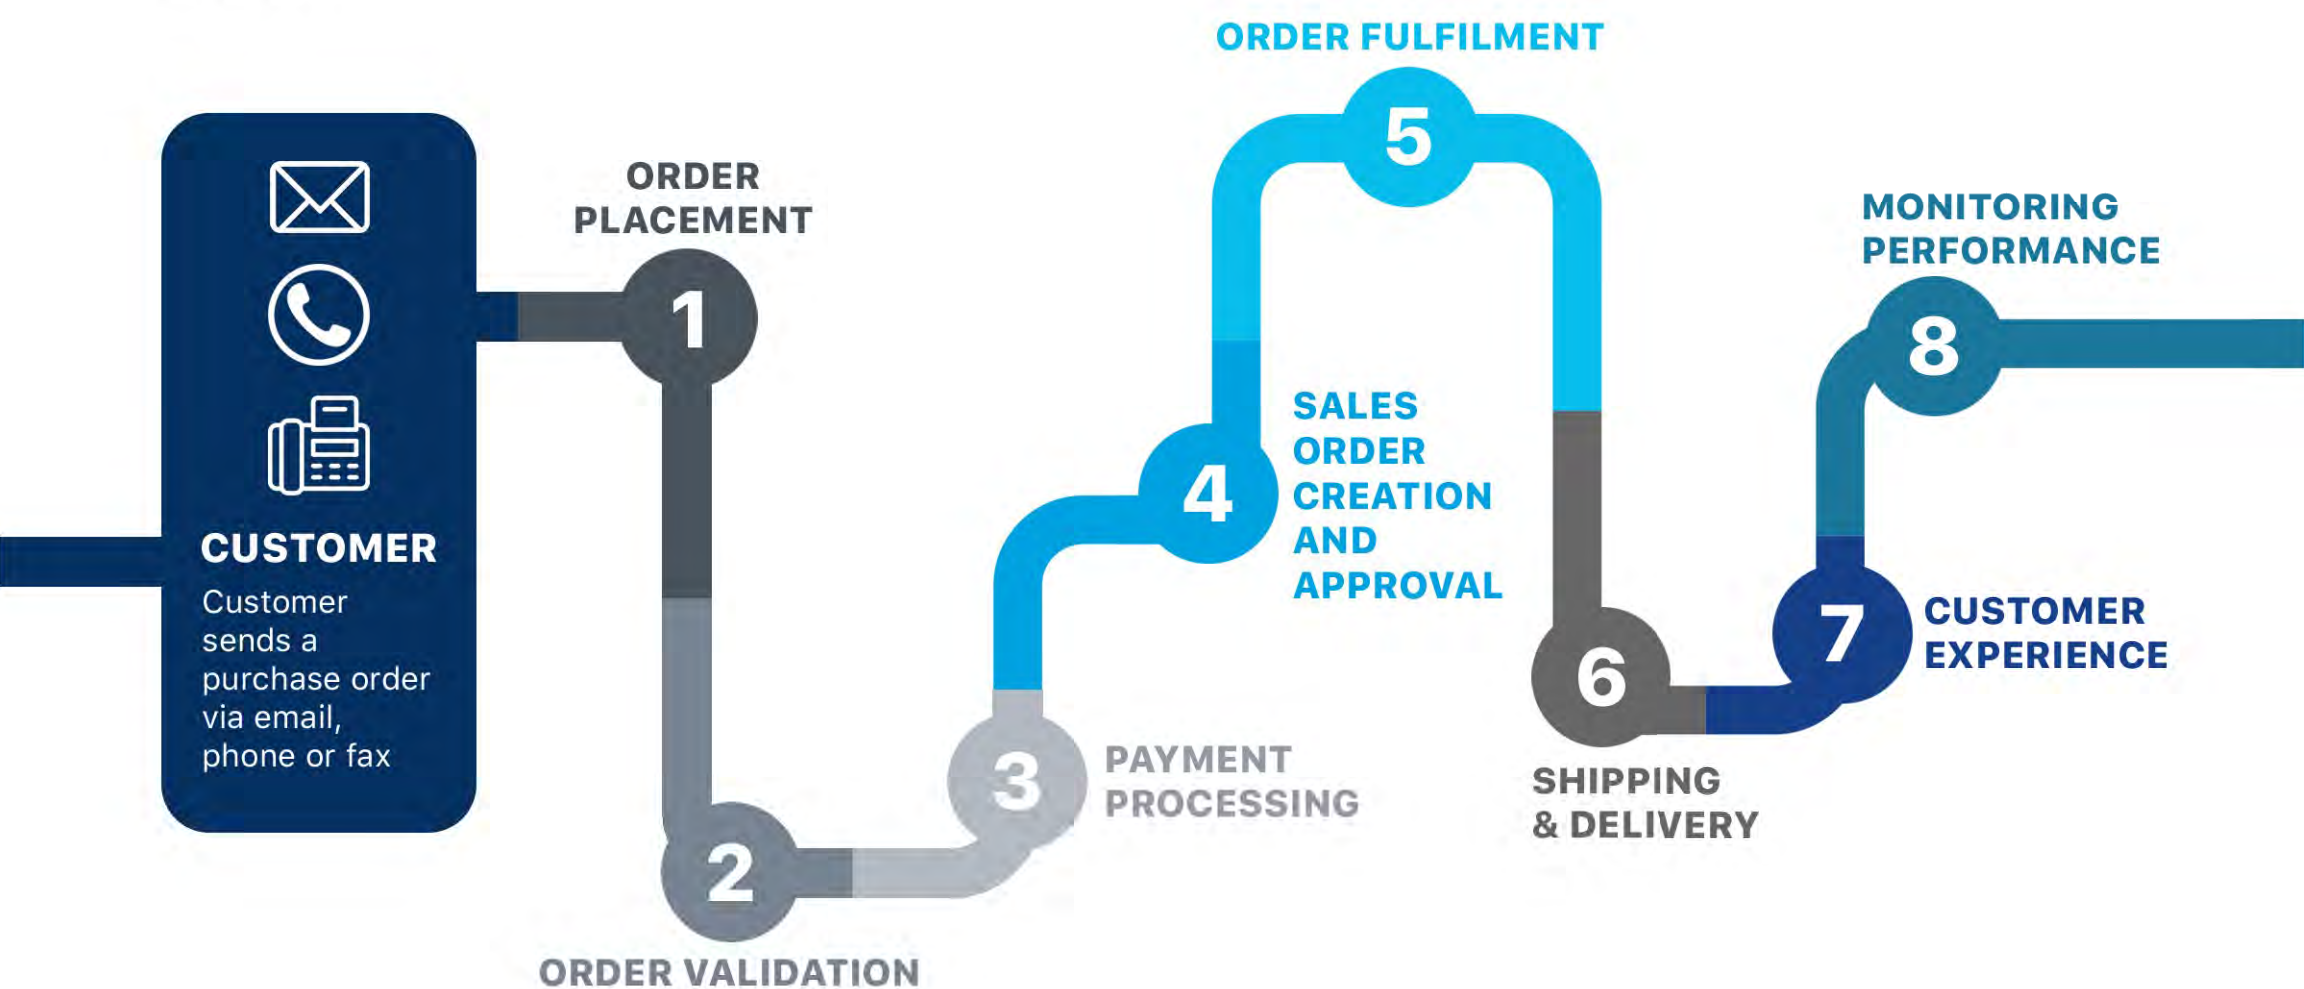 CUSTOMER
Customer
sends a
purchase order
via email,
phone or fax
ORDER
PLACEMENT
1
2
ORDER VALIDATION
3
PAYMENT
PROCESSING
4
SALES
ORDER
CREATION
AND
APPROVAL
ORDER FULFILMENT
5
6
SHIPPING
& DELIVERY
7
CUSTOMER
EXPERIENCE
MONITORING
PERFORMANCE
8